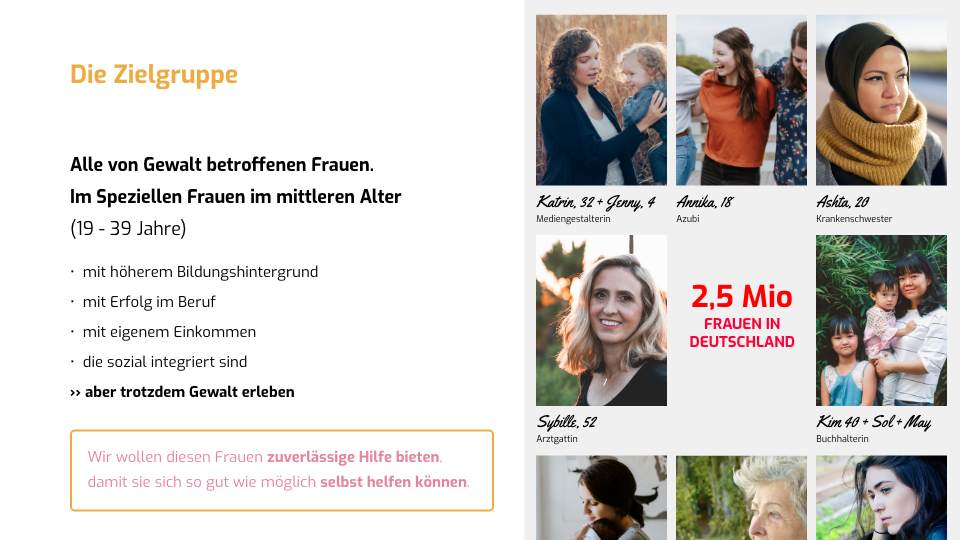 Die Zielgruppe
Alle von Gewalt betroffenen Frauen.
Im Speziellen Frauen im mittleren Alter
(19 - 39 Jahre)
· mit höherem Bildungshintergrund
· mit Erfolg im Beruf
· mit eigenem Einkommen
· die sozial integriert sind
›› aber trotzdem Gewalt erleben
Wir wollen diesen Frauen zuverlässige Hilfe bieten,
damit sie sich so gut wie möglich selbst helfen können.
Katrin, 32 + Jenny, 4
Mediengestalterin
Annika, 18
Azubi
Ashta, 20
Krankenschwester
2,5 Mio
FRAUEN IN
DEUTSCHLAND
Sybille, 52
Arztgattin
Kim 40 + Sol + May
Buchhalterin